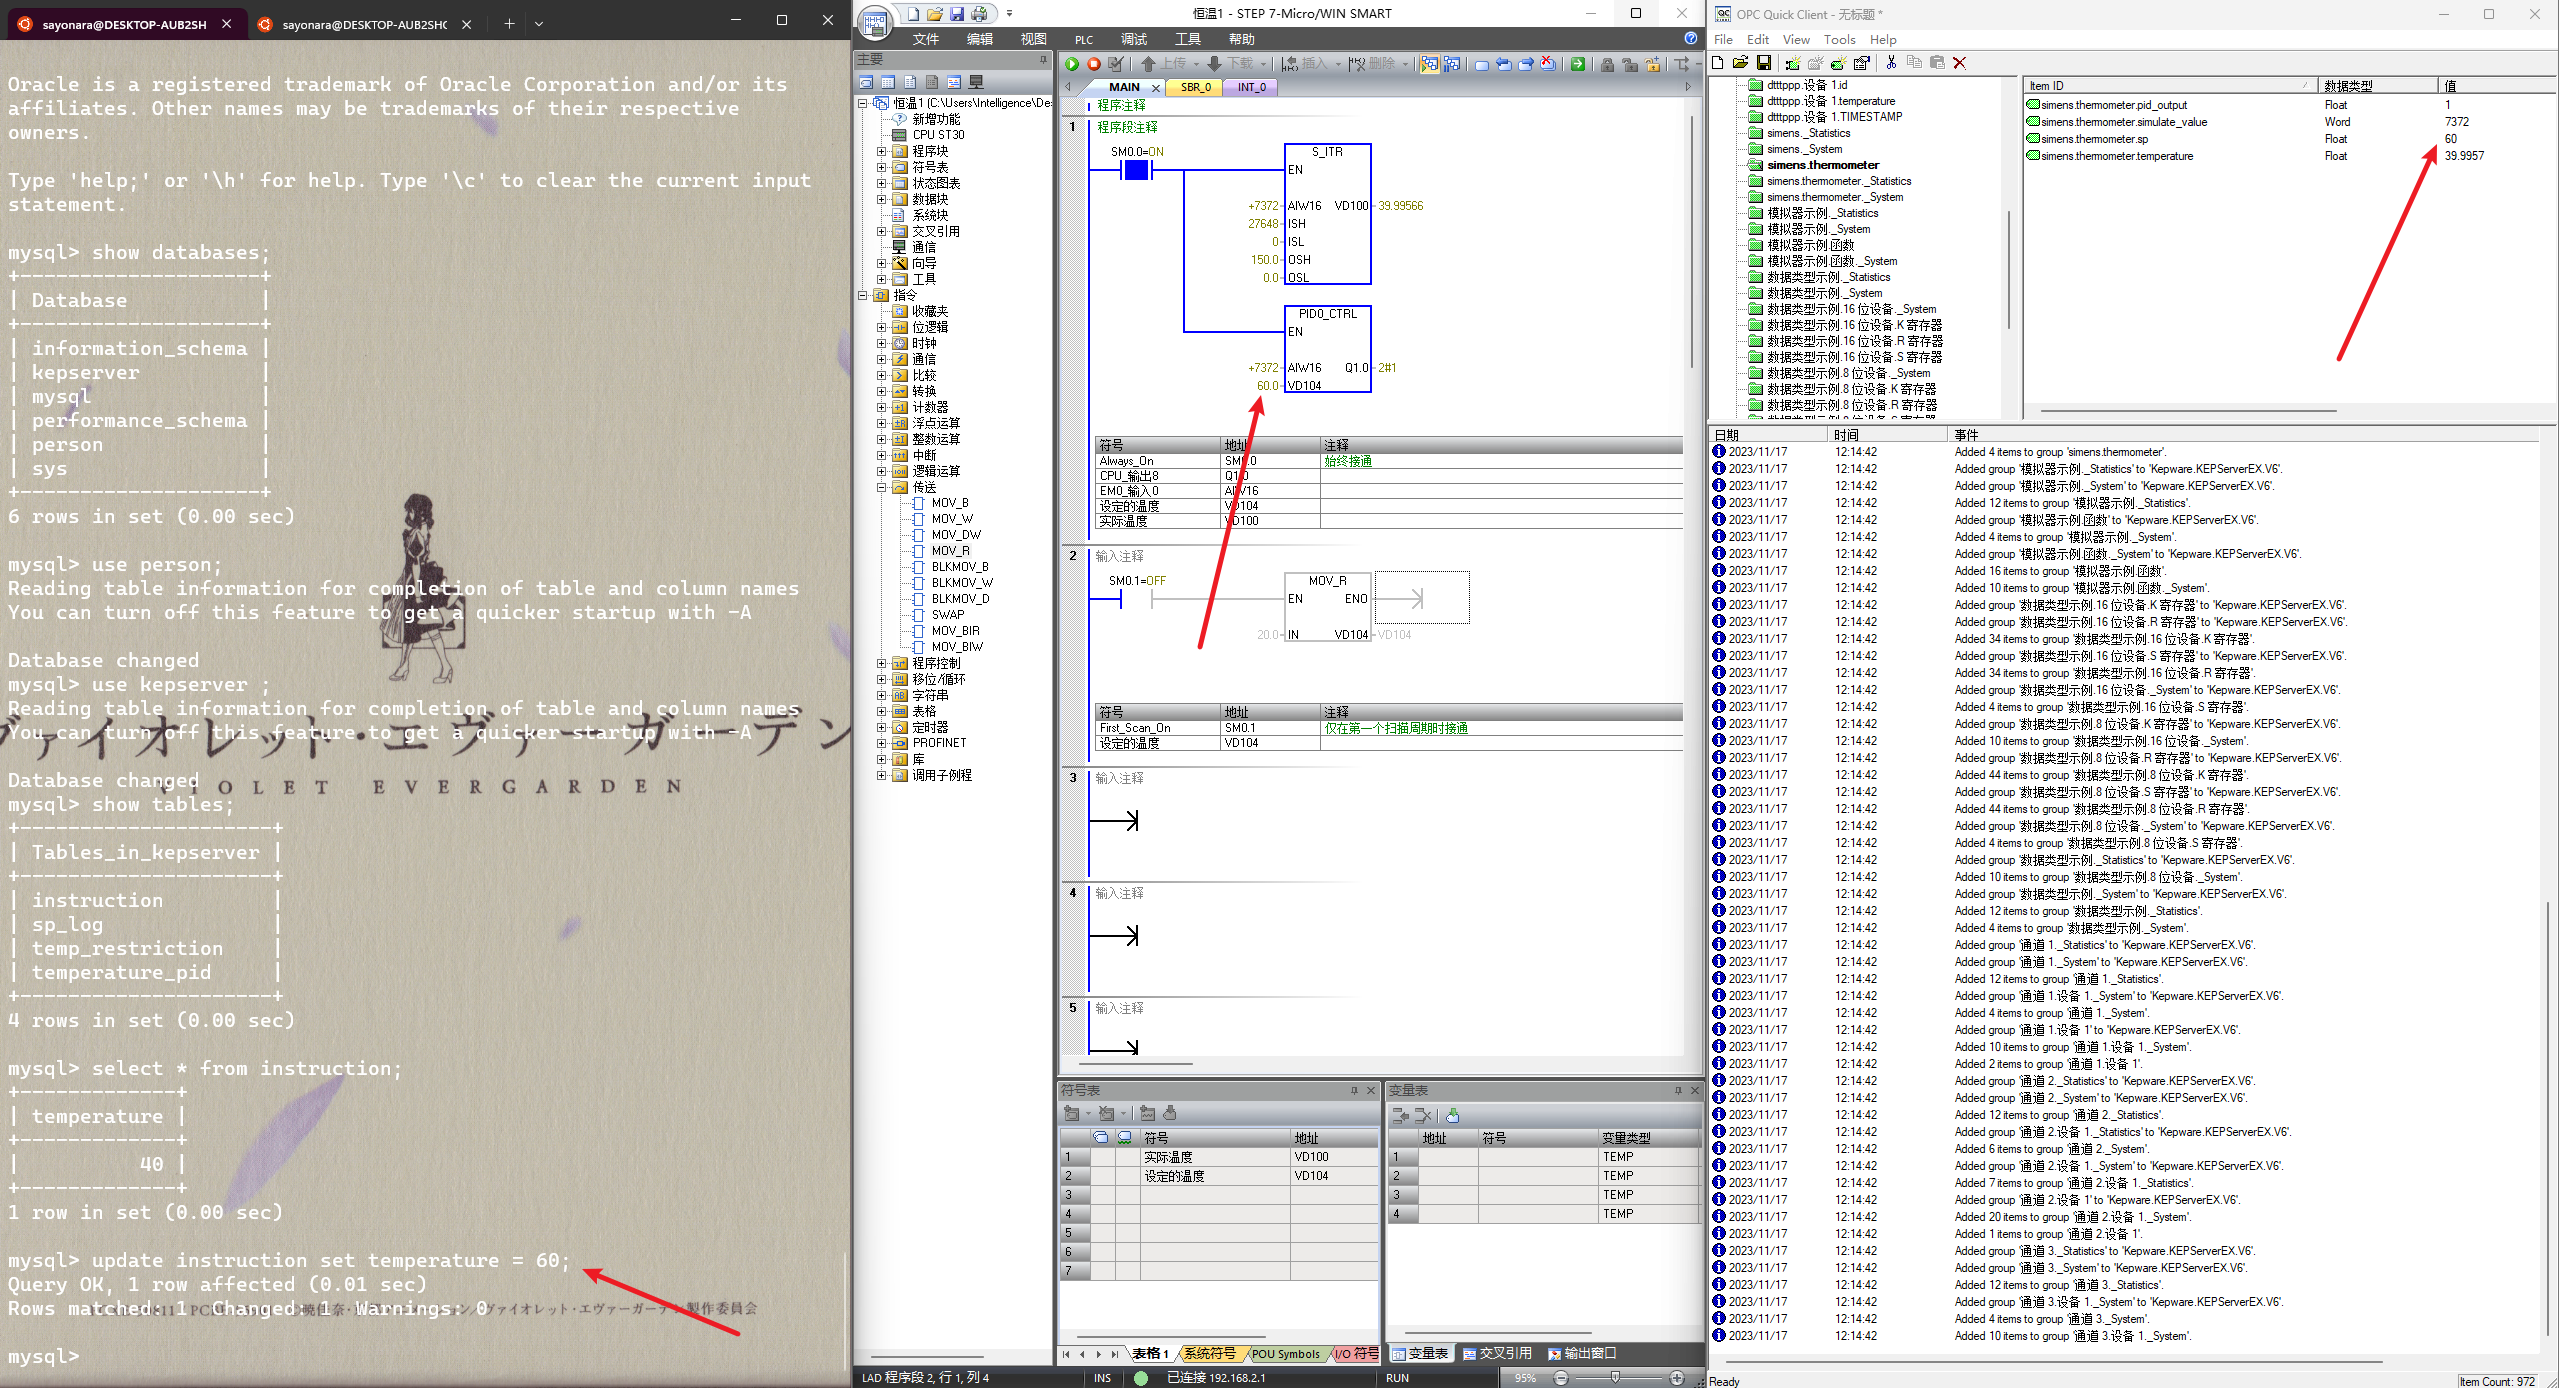 sayonara@DESKTOP-AUB2SH
sayonara@DESKTOP-AUB2SHC
Oracle is a registered trademark of Oracle Corporation and/or its
affiliates. Other names may be trademarks of their respective
owners.
Type 'help;' or '\h' for help. Type '\c' to clear the current input
statement.
mysql> show databases;
+--------------------+
| Database           |
+--------------------+
| information_schema |
| kepserver          |
| mysql              |
| performance_schema |
| person             |
| sys                |
+--------------------+
6 rows in set (0.00 sec)
mysql> use person;
Reading table information for completion of table and column names
You can turn off this feature to get a quicker startup with -A
Database changed
mysql> use kepserver ;
Reading table information for completion of table and column names
You can turn off this feature to get a quicker startup with -A
ヴァイオレット・エヴァーガーデン
Database changed
VIOLET EVERGARDEN
mysql> show tables;
+---------------------+
| Tables_in_kepserver |
+---------------------+
| instruction         |
| sp_log              |
| temp_restriction    |
| temperature_pid     |
+---------------------+
4 rows in set (0.00 sec)
mysql> select * from instruction;
+-------------+
| temperature |
+-------------+
|          40 |
+-------------+
1 row in set (0.00 sec)
mysql> update instruction set temperature = 60;
Query OK, 1 row affected (0.01 sec)
Rows matched: 1  Changed: 1  Warnings: 0
mysql>
恒温1 - STEP 7-Micro/WIN SMART
文件 编辑 视图 PLC 调试 工具 帮助
主要
恒温1 (C:\Users\Intelligence\De
新增功能
CPU ST30
程序块
符号表
状态图表
数据块
系统块
交叉引用
通信
向导
工具
指令
收藏夹
位逻辑
时钟
通信
比较
转换
计数器
浮点运算
整数运算
中断
逻辑运算
传送
MOV_B
MOV_W
MOV_DW
MOV_R
BLKMOV_B
BLKMOV_W
BLKMOV_D
SWAP
MOV_BIR
MOV_BIW
程序控制
移位/循环
字符串
表格
定时器
PROFINET
库
调用子例程
上传 下载 插入 删除
MAIN SBR_0 INT_0
程序注释
1 程序段注释
SM0.0=ON S_ITR
EN
+7372 AIW16 VD100 39.99566
27648 ISH
0 ISL
150.0 OSH
0.0 OSL
PID0_CTRL
EN
+7372 AIW16 Q1.0 2#1
60.0 VD104
符号 地址 注释
Always_On SM0.0 始终接通
CPU_输出8 Q1.0
EM0_输入0 AIW16
设定的温度 VD104
实际温度 VD100
2 输入注释
SM0.1=OFF MOV_R
EN ENO
20.0 IN VD104 VD104
符号 地址 注释
First_Scan_On SM0.1 仅在第一个扫描周期时接通
设定的温度 VD104
3 输入注释
4 输入注释
5 输入注释
符号表
符号 地址
1 实际温度 VD100
2 设定的温度 VD104
3
4
5
6
7
表格 1 系统符号 POU Symbols I/O 符号
变量表
地址 符号 变量类型
1 TEMP
2 TEMP
3 TEMP
4 TEMP
变量表 交叉引用 输出窗口
LAD 程序段 2, 行 1, 列 4 INS 已连接 192.168.2.1 RUN 95%
OPC Quick Client - 无标题 *
File Edit View Tools Help
dtttppp.设备 1.id
dtttppp.设备 1.temperature
dtttppp.设备 1.TIMESTAMP
simens._Statistics
simens._System
simens.thermometer
simens.thermometer._Statistics
simens.thermometer._System
模拟器示例._Statistics
模拟器示例._System
模拟器示例.函数
模拟器示例.函数._System
数据类型示例._Statistics
数据类型示例._System
数据类型示例.16 位设备._System
数据类型示例.16 位设备.K 寄存器
数据类型示例.16 位设备.R 寄存器
数据类型示例.16 位设备.S 寄存器
数据类型示例.8 位设备._System
数据类型示例.8 位设备.K 寄存器
数据类型示例.8 位设备.R 寄存器
Item ID 数据类型 值
simens.thermometer.pid_output Float 1
simens.thermometer.simulate_value Word 7372
simens.thermometer.sp Float 60
simens.thermometer.temperature Float 39.9957
日期 时间 事件
2023/11/17 12:14:42 Added 4 items to group 'simens.thermometer'.
2023/11/17 12:14:42 Added group '模拟器示例._Statistics' to 'Kepware.KEPServerEX.V6'.
2023/11/17 12:14:42 Added group '模拟器示例._System' to 'Kepware.KEPServerEX.V6'.
2023/11/17 12:14:42 Added 12 items to group '模拟器示例._Statistics'.
2023/11/17 12:14:42 Added group '模拟器示例.函数' to 'Kepware.KEPServerEX.V6'.
2023/11/17 12:14:42 Added 4 items to group '模拟器示例._System'.
2023/11/17 12:14:42 Added group '模拟器示例.函数._System' to 'Kepware.KEPServerEX.V6'.
2023/11/17 12:14:42 Added 16 items to group '模拟器示例.函数'.
2023/11/17 12:14:42 Added 10 items to group '模拟器示例.函数._System'.
2023/11/17 12:14:42 Added group '数据类型示例.16 位设备.K 寄存器' to 'Kepware.KEPServerEX.V6'.
2023/11/17 12:14:42 Added group '数据类型示例.16 位设备.R 寄存器' to 'Kepware.KEPServerEX.V6'.
2023/11/17 12:14:42 Added 34 items to group '数据类型示例.16 位设备.K 寄存器'.
2023/11/17 12:14:42 Added group '数据类型示例.16 位设备.S 寄存器' to 'Kepware.KEPServerEX.V6'.
2023/11/17 12:14:42 Added 34 items to group '数据类型示例.16 位设备.R 寄存器'.
2023/11/17 12:14:42 Added group '数据类型示例.16 位设备._System' to 'Kepware.KEPServerEX.V6'.
2023/11/17 12:14:42 Added 4 items to group '数据类型示例.16 位设备.S 寄存器'.
2023/11/17 12:14:42 Added group '数据类型示例.8 位设备.K 寄存器' to 'Kepware.KEPServerEX.V6'.
2023/11/17 12:14:42 Added 10 items to group '数据类型示例.16 位设备._System'.
2023/11/17 12:14:42 Added group '数据类型示例.8 位设备.R 寄存器' to 'Kepware.KEPServerEX.V6'.
2023/11/17 12:14:42 Added 44 items to group '数据类型示例.8 位设备.K 寄存器'.
2023/11/17 12:14:42 Added group '数据类型示例.8 位设备.S 寄存器' to 'Kepware.KEPServerEX.V6'.
2023/11/17 12:14:42 Added 44 items to group '数据类型示例.8 位设备.R 寄存器'.
2023/11/17 12:14:42 Added group '数据类型示例.8 位设备._System' to 'Kepware.KEPServerEX.V6'.
2023/11/17 12:14:42 Added 4 items to group '数据类型示例.8 位设备.S 寄存器'.
2023/11/17 12:14:42 Added group '数据类型示例._Statistics' to 'Kepware.KEPServerEX.V6'.
2023/11/17 12:14:42 Added 10 items to group '数据类型示例.8 位设备._System'.
2023/11/17 12:14:42 Added group '数据类型示例._System' to 'Kepware.KEPServerEX.V6'.
2023/11/17 12:14:42 Added 12 items to group '数据类型示例._Statistics'.
2023/11/17 12:14:42 Added 4 items to group '数据类型示例._System'.
2023/11/17 12:14:42 Added group '通道 1._Statistics' to 'Kepware.KEPServerEX.V6'.
2023/11/17 12:14:42 Added group '通道 1._System' to 'Kepware.KEPServerEX.V6'.
2023/11/17 12:14:42 Added 12 items to group '通道 1._Statistics'.
2023/11/17 12:14:42 Added group '通道 1.设备 1._System' to 'Kepware.KEPServerEX.V6'.
2023/11/17 12:14:42 Added 4 items to group '通道 1._System'.
2023/11/17 12:14:42 Added group '通道 1.设备 1' to 'Kepware.KEPServerEX.V6'.
2023/11/17 12:14:42 Added 10 items to group '通道 1.设备 1._System'.
2023/11/17 12:14:42 Added 2 items to group '通道 1.设备 1'.
2023/11/17 12:14:42 Added group '通道 2._Statistics' to 'Kepware.KEPServerEX.V6'.
2023/11/17 12:14:42 Added group '通道 2._System' to 'Kepware.KEPServerEX.V6'.
2023/11/17 12:14:42 Added 12 items to group '通道 2._Statistics'.
2023/11/17 12:14:42 Added group '通道 2.设备 1._Statistics' to 'Kepware.KEPServerEX.V6'.
2023/11/17 12:14:42 Added 6 items to group '通道 2._System'.
2023/11/17 12:14:42 Added group '通道 2.设备 1._System' to 'Kepware.KEPServerEX.V6'.
2023/11/17 12:14:42 Added 7 items to group '通道 2.设备 1._Statistics'.
2023/11/17 12:14:42 Added group '通道 2.设备 1' to 'Kepware.KEPServerEX.V6'.
2023/11/17 12:14:42 Added 20 items to group '通道 2.设备 1._System'.
2023/11/17 12:14:42 Added 1 items to group '通道 2.设备 1'.
2023/11/17 12:14:42 Added group '通道 3._Statistics' to 'Kepware.KEPServerEX.V6'.
2023/11/17 12:14:42 Added group '通道 3._System' to 'Kepware.KEPServerEX.V6'.
2023/11/17 12:14:42 Added 12 items to group '通道 3._Statistics'.
2023/11/17 12:14:42 Added group '通道 3.设备 1._System' to 'Kepware.KEPServerEX.V6'.
2023/11/17 12:14:42 Added 4 items to group '通道 3._System'.
2023/11/17 12:14:42 Added 10 items to group '通道 3.设备 1._System'.
Ready Item Count: 972